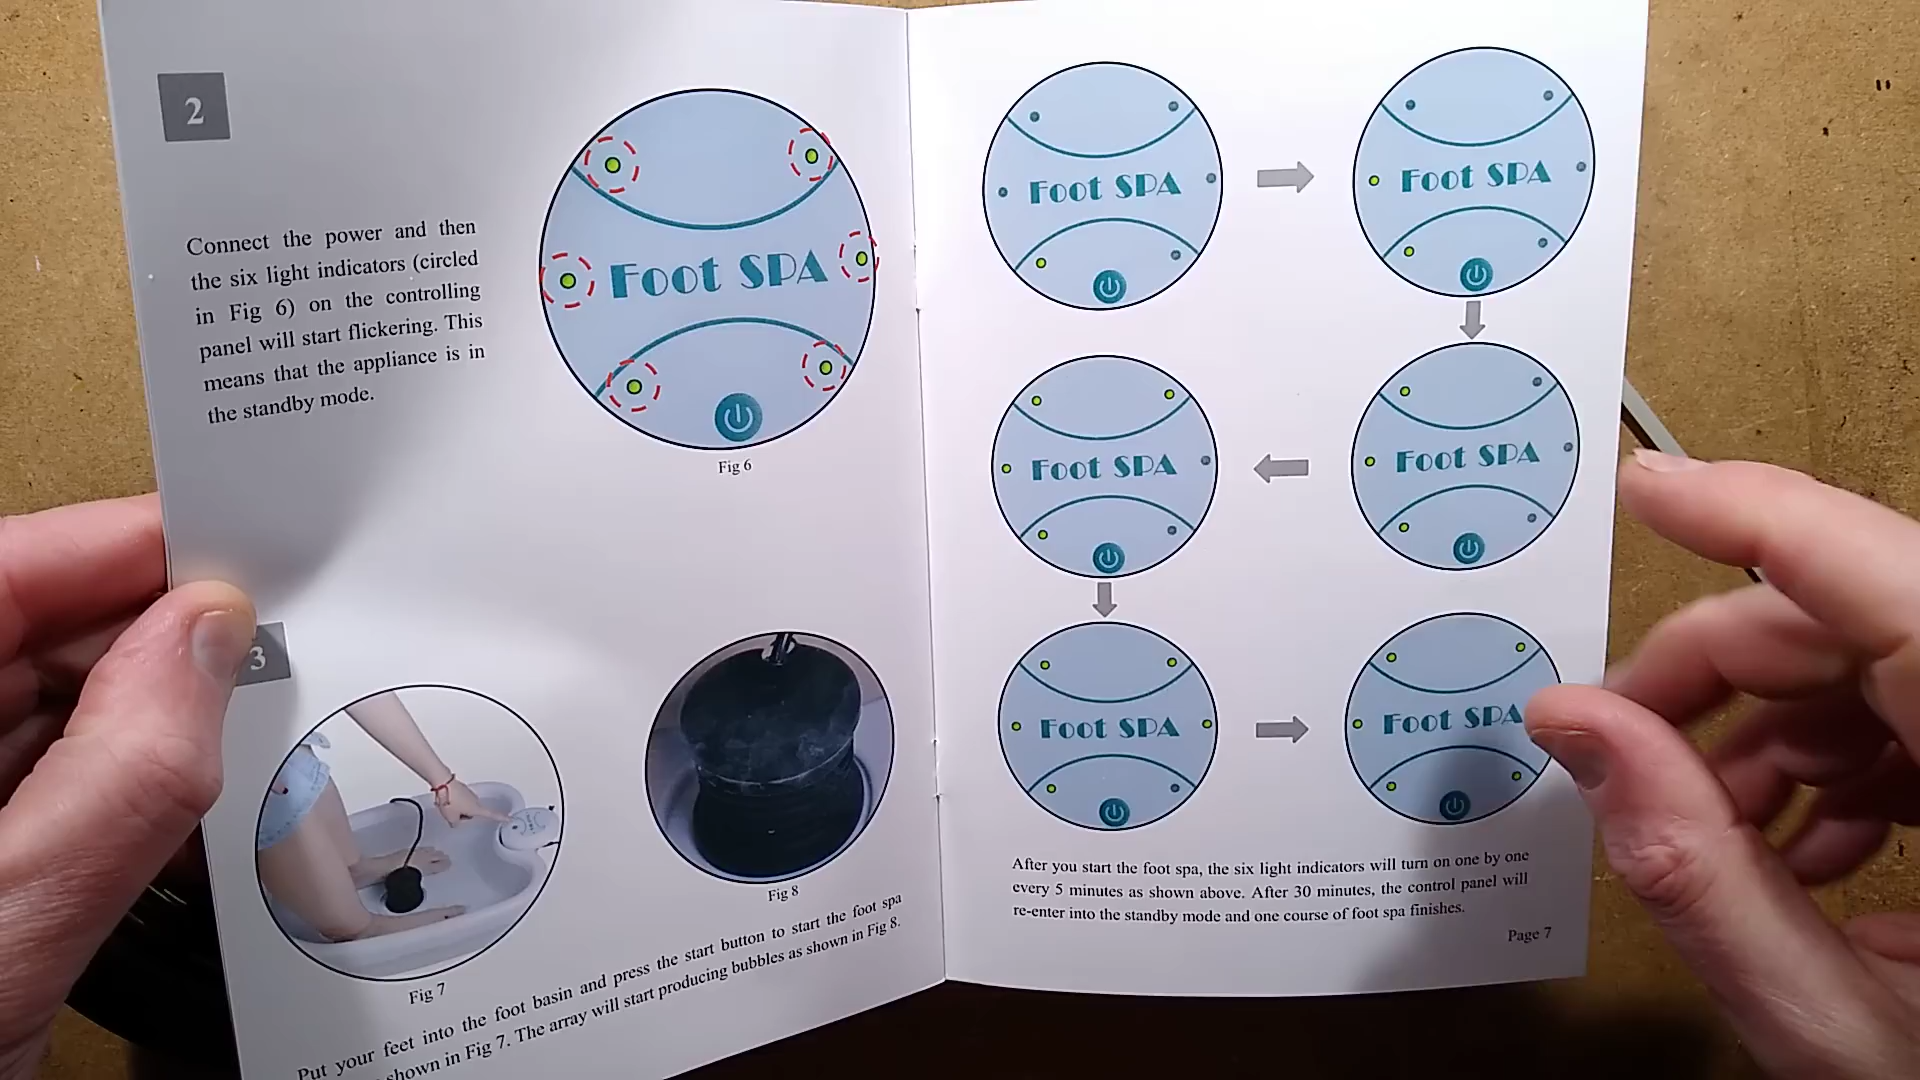 2
Connect the power and then
the six light indicators (circled
in Fig 6) on the controlling
panel will start flickering. This
means that the appliance is in
the standby mode.
Foot SPA
Fig 6
3
Fig 7
Fig 8
Put your feet into the foot basin and press the start button to start the foot spa
shown in Fig 7. The array will start producing bubbles as shown in Fig 8.
Foot SPA
Foot SPA
Foot SPA
Foot SPA
Foot SPA
Foot SPA
After you start the foot spa, the six light indicators will turn on one by one
every 5 minutes as shown above. After 30 minutes, the control panel will
re-enter into the standby mode and one course of foot spa finishes.
Page 7